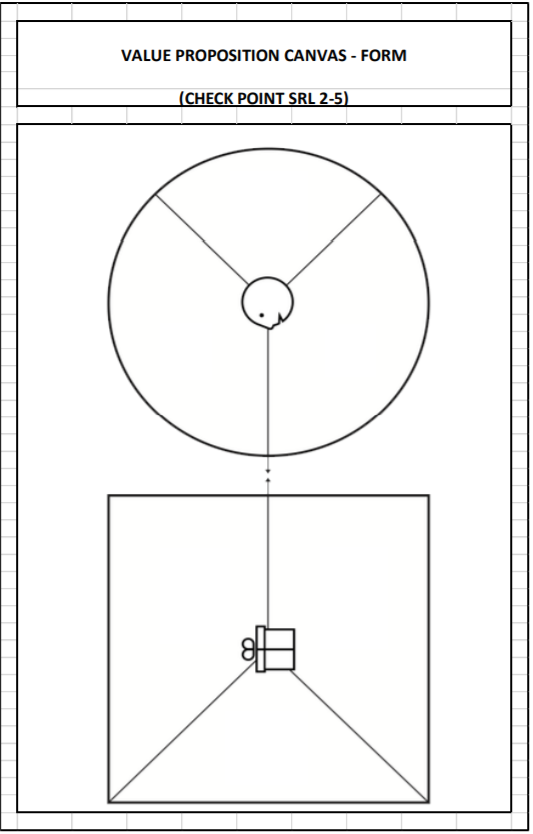 VALUE PROPOSITION CANVAS - FORM
(CHECK POINT SRL 2-5)